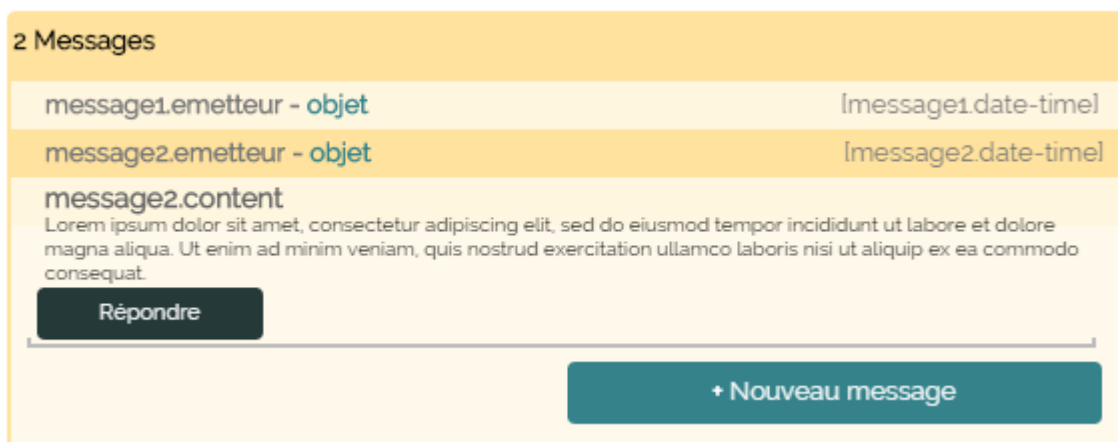 2 Messages
message1.emetteur - objet [message1.date-time]
message2.emetteur - objet [message2.date-time]
message2.content
Lorem ipsum dolor sit amet, consectetur adipiscing elit, sed do eiusmod tempor incididunt ut labore et dolore
magna aliqua. Ut enim ad minim veniam, quis nostrud exercitation ullamco laboris nisi ut aliquip ex ea commodo
consequat.
Répondre
+ Nouveau message